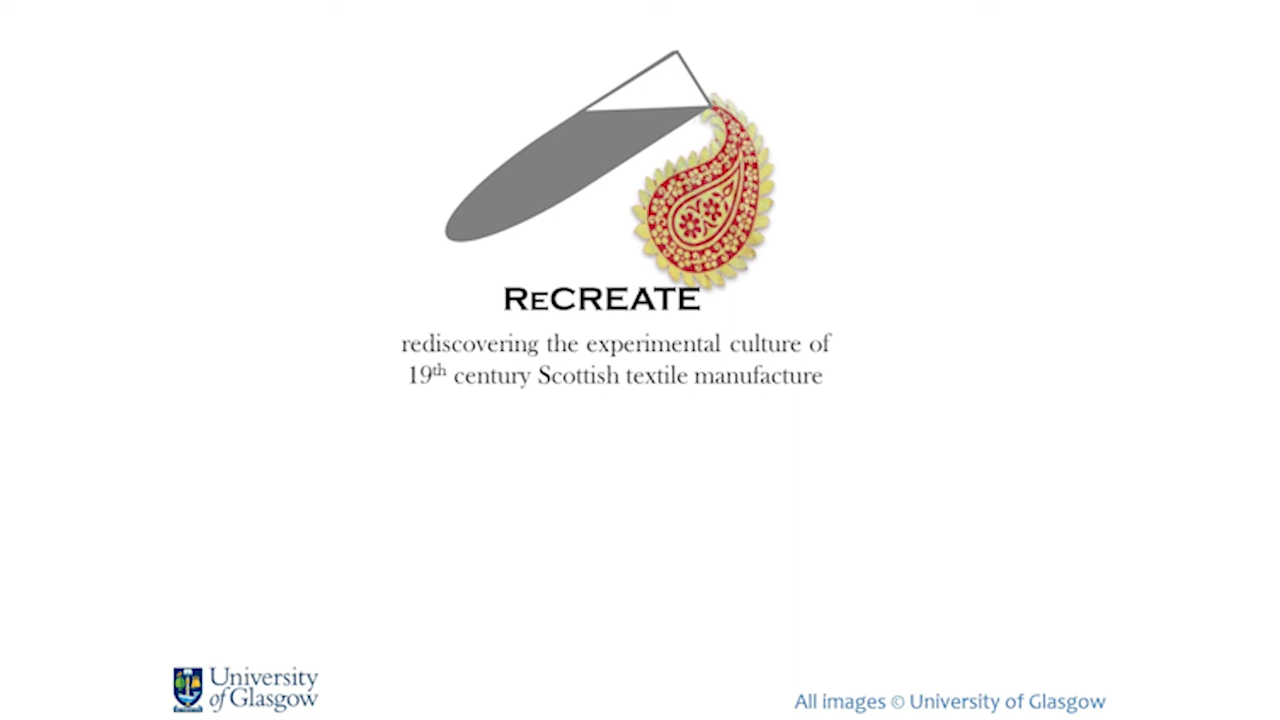 RECREATE
rediscovering the experimental culture of
19th century Scottish textile manufacture
University
of Glasgow
All images © University of Glasgow